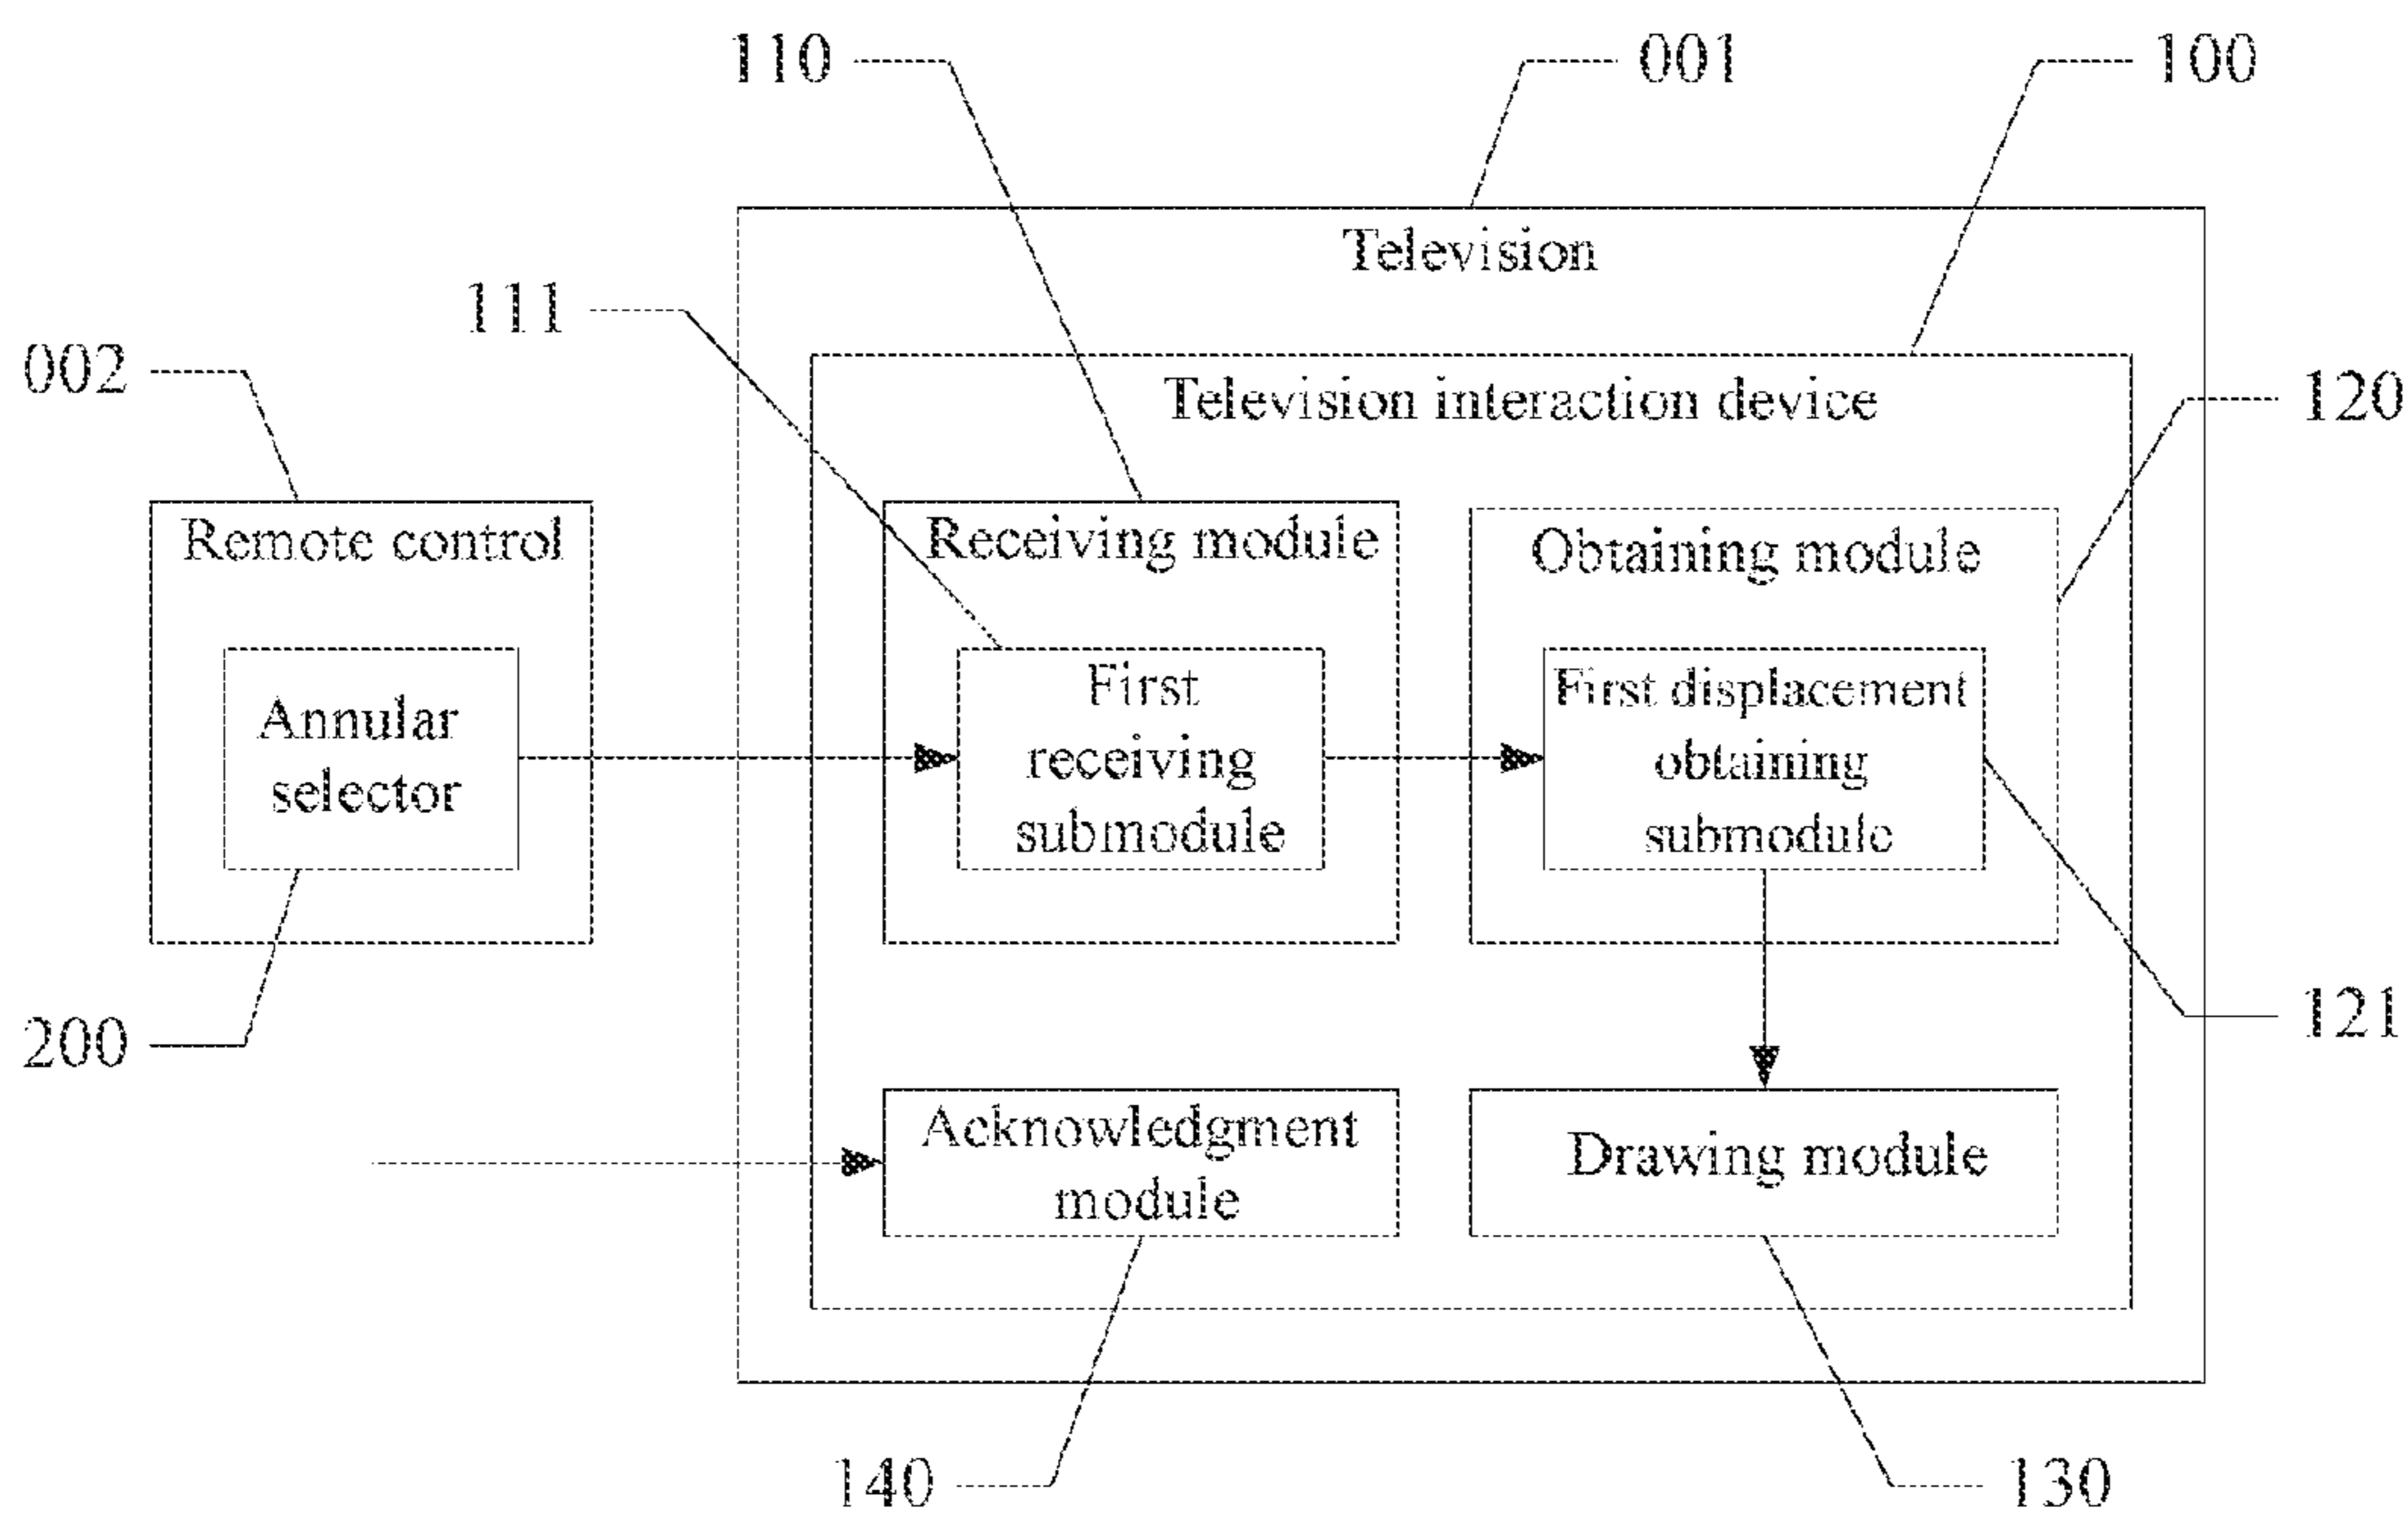 110
001
100
Television
111
002
Television interaction device
120
Remote control
Receiving module
Obtaining module
Annular
selector
First
receiving
submodule
First displacement
obtaining
submodule
200
121
Acknowledgment
module
Drawing module
140
130